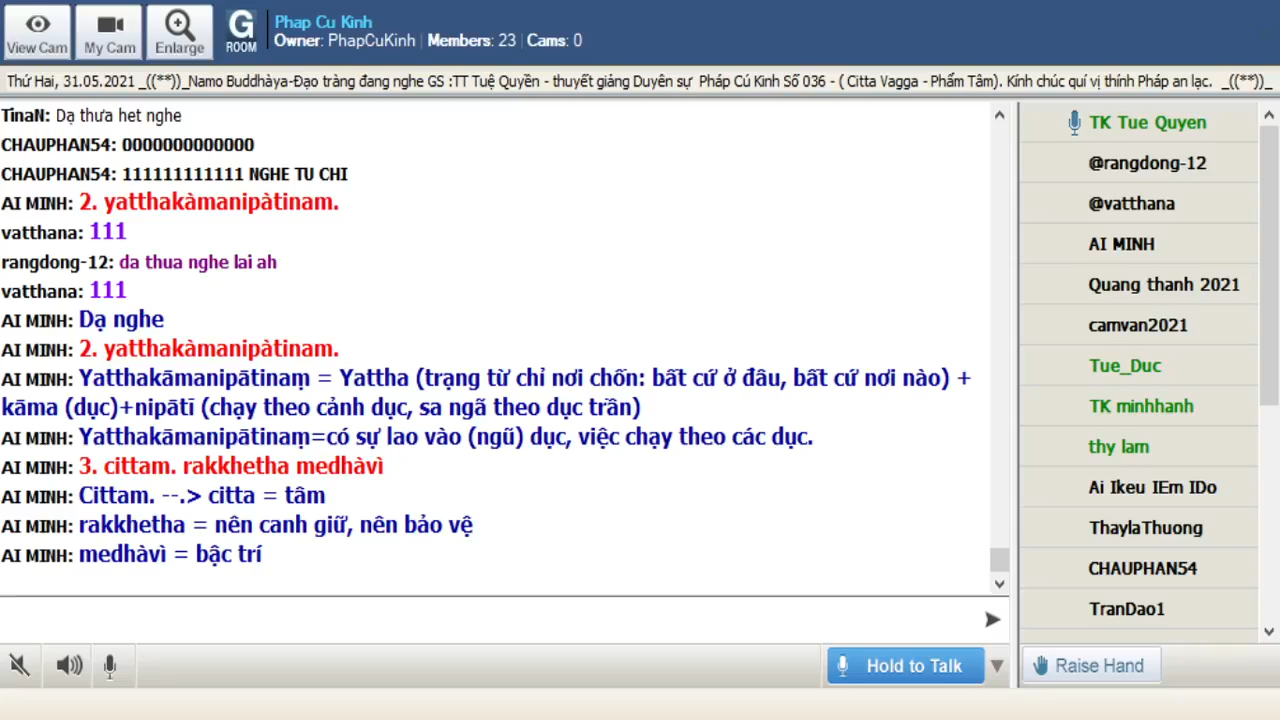 View Cam
My Cam
Enlarge
G
ROOM
Phap Cu Kinh
Owner: PhapCuKinh | Members: 23 | Cams: 0
Thứ Hai, 31.05.2021 _((**))_Namo Buddhàya-Đạo tràng đang nghe GS :TT Tuệ Quyền - thuyết giảng Duyên sự Pháp Cú Kinh Số 036 - ( Citta Vagga - Phẩm Tâm). Kính chúc quí vị thính Pháp an lạc. _((**))_
TinaN: Dạ thưa het nghe
CHAUPHAN54: 0000000000000
CHAUPHAN54: 111111111111 NGHE TU CHI
AI MINH: 2. yatthakàmanipàtinam.
vatthana: 111
rangdong-12: da thua nghe lai ah
vatthana: 111
AI MINH: Dạ nghe
AI MINH: 2. yatthakàmanipàtinam.
AI MINH: Yatthakāmanipātinaṃ = Yattha (trạng từ chỉ nơi chốn: bất cứ ở đâu, bất cứ nơi nào) +
kāma (dục)+nipātī (chạy theo cảnh dục, sa ngã theo dục trần)
AI MINH: Yatthakāmanipātinaṃ=có sự lao vào (ngũ) dục, việc chạy theo các dục.
AI MINH: 3. cittam. rakkhetha medhàvì
AI MINH: Cittam. --.> citta = tâm
AI MINH: rakkhetha = nên canh giữ, nên bảo vệ
AI MINH: medhàvì = bậc trí
TK Tue Quyen
@rangdong-12
@vatthana
AI MINH
Quang thanh 2021
camvan2021
Tue_Duc
TK minhhanh
thy lam
Ai Ikeu IEm IDo
ThaylaThuong
CHAUPHAN54
TranDao1
Hold to Talk
Raise Hand